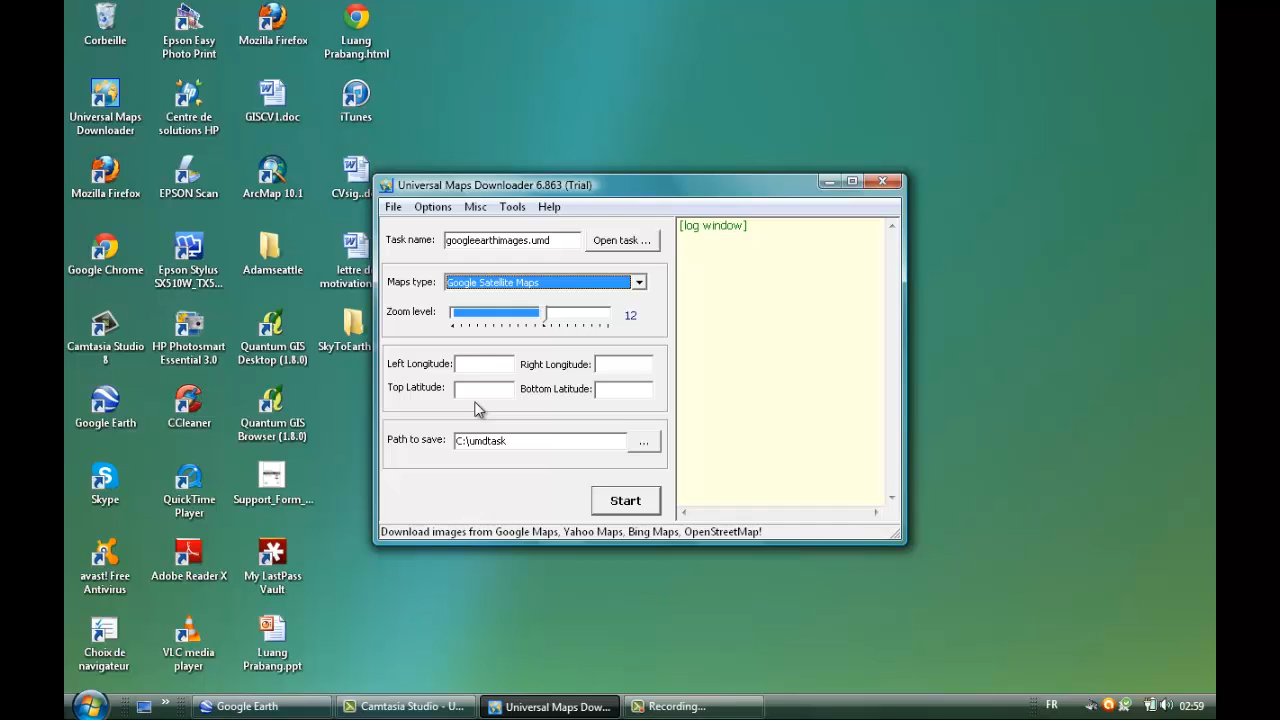 Corbeille
Epson Easy
Photo Print
Mozilla Firefox
Luang
Prabang.html
Universal Maps
Downloader
Centre de
solutions HP
GISCV1.doc
iTunes
Mozilla Firefox
EPSON Scan
ArcMap 10.1
CVsig..d
Google Chrome
Epson Stylus
SX510W_TX5...
Adamseattle
lettre de
motivation
Camtasia Studio
8
HP Photosmart
Essential 3.0
Quantum GIS
Desktop (1.8.0)
SkyToEarth
Google Earth
CCleaner
Quantum GIS
Browser (1.8.0)
Skype
QuickTime
Player
Support_Form_...
avast! Free
Antivirus
Adobe Reader X
My LastPass
Vault
Choix de
navigateur
VLC media
player
Luang
Prabang.ppt
Universal Maps Downloader 6.863 (Trial)
File Options Misc Tools Help
Task name: googleearthimages.umd Open task ...
Maps type: Google Satellite Maps
Zoom level: 12
Left Longitude: Right Longitude:
Top Latitude: Bottom Latitude:
Path to save: C:\umdtask ...
Start
[log window]
Download images from Google Maps, Yahoo Maps, Bing Maps, OpenStreetMap!
» Google Earth Camtasia Studio - U... Universal Maps Dow... Recording... FR 02:59